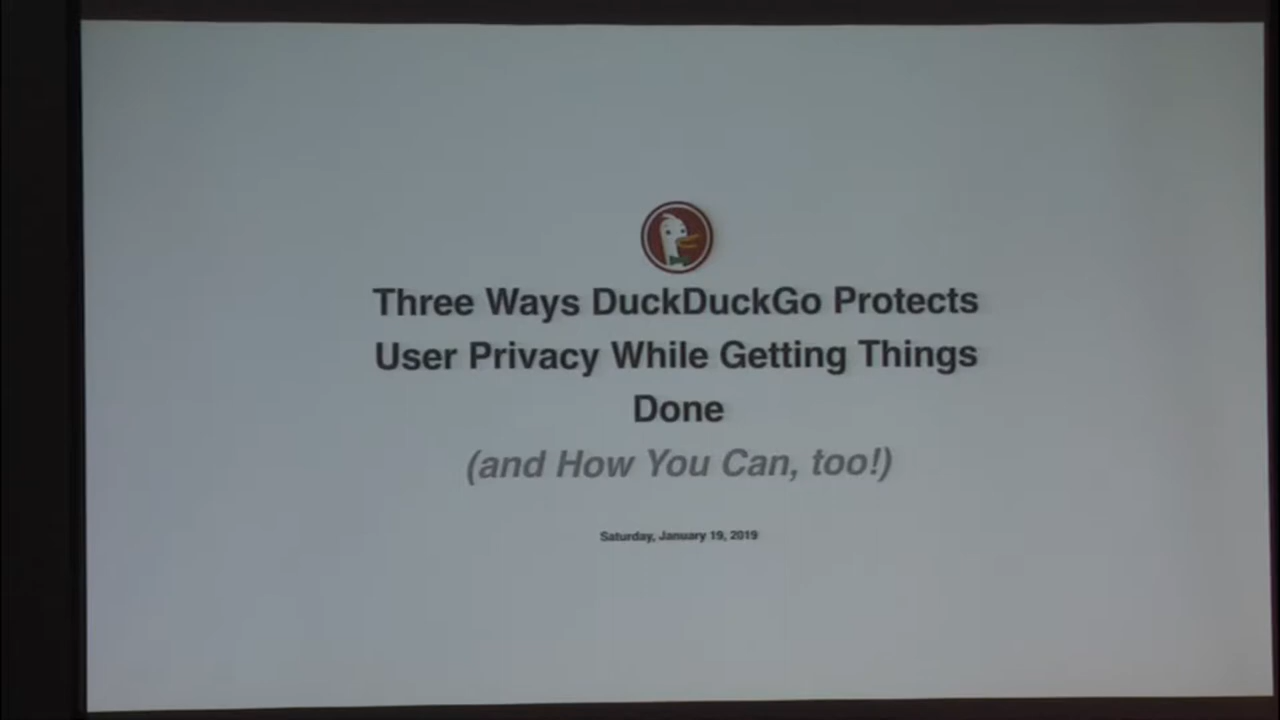 Three Ways DuckDuckGo Protects
User Privacy While Getting Things
Done
(and How You Can, too!)
Saturday, January 19, 2019